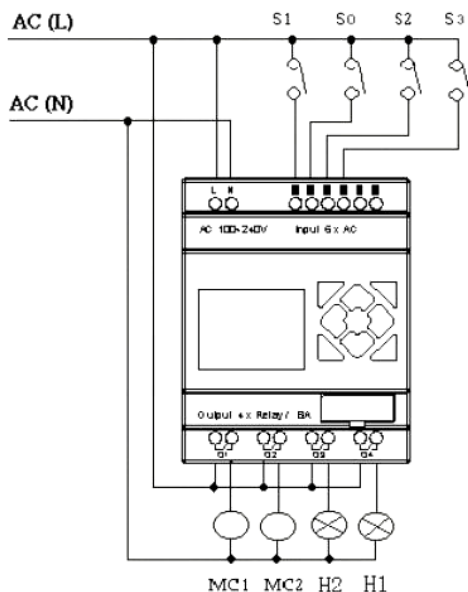 AC (L)
S1 S0 S2 S3
AC (N)
L N
AC 100~240V Input 6 x AC
Output 4 x Relay / 8A
Q1 Q2 Q3 Q4
MC1 MC2 H2 H1